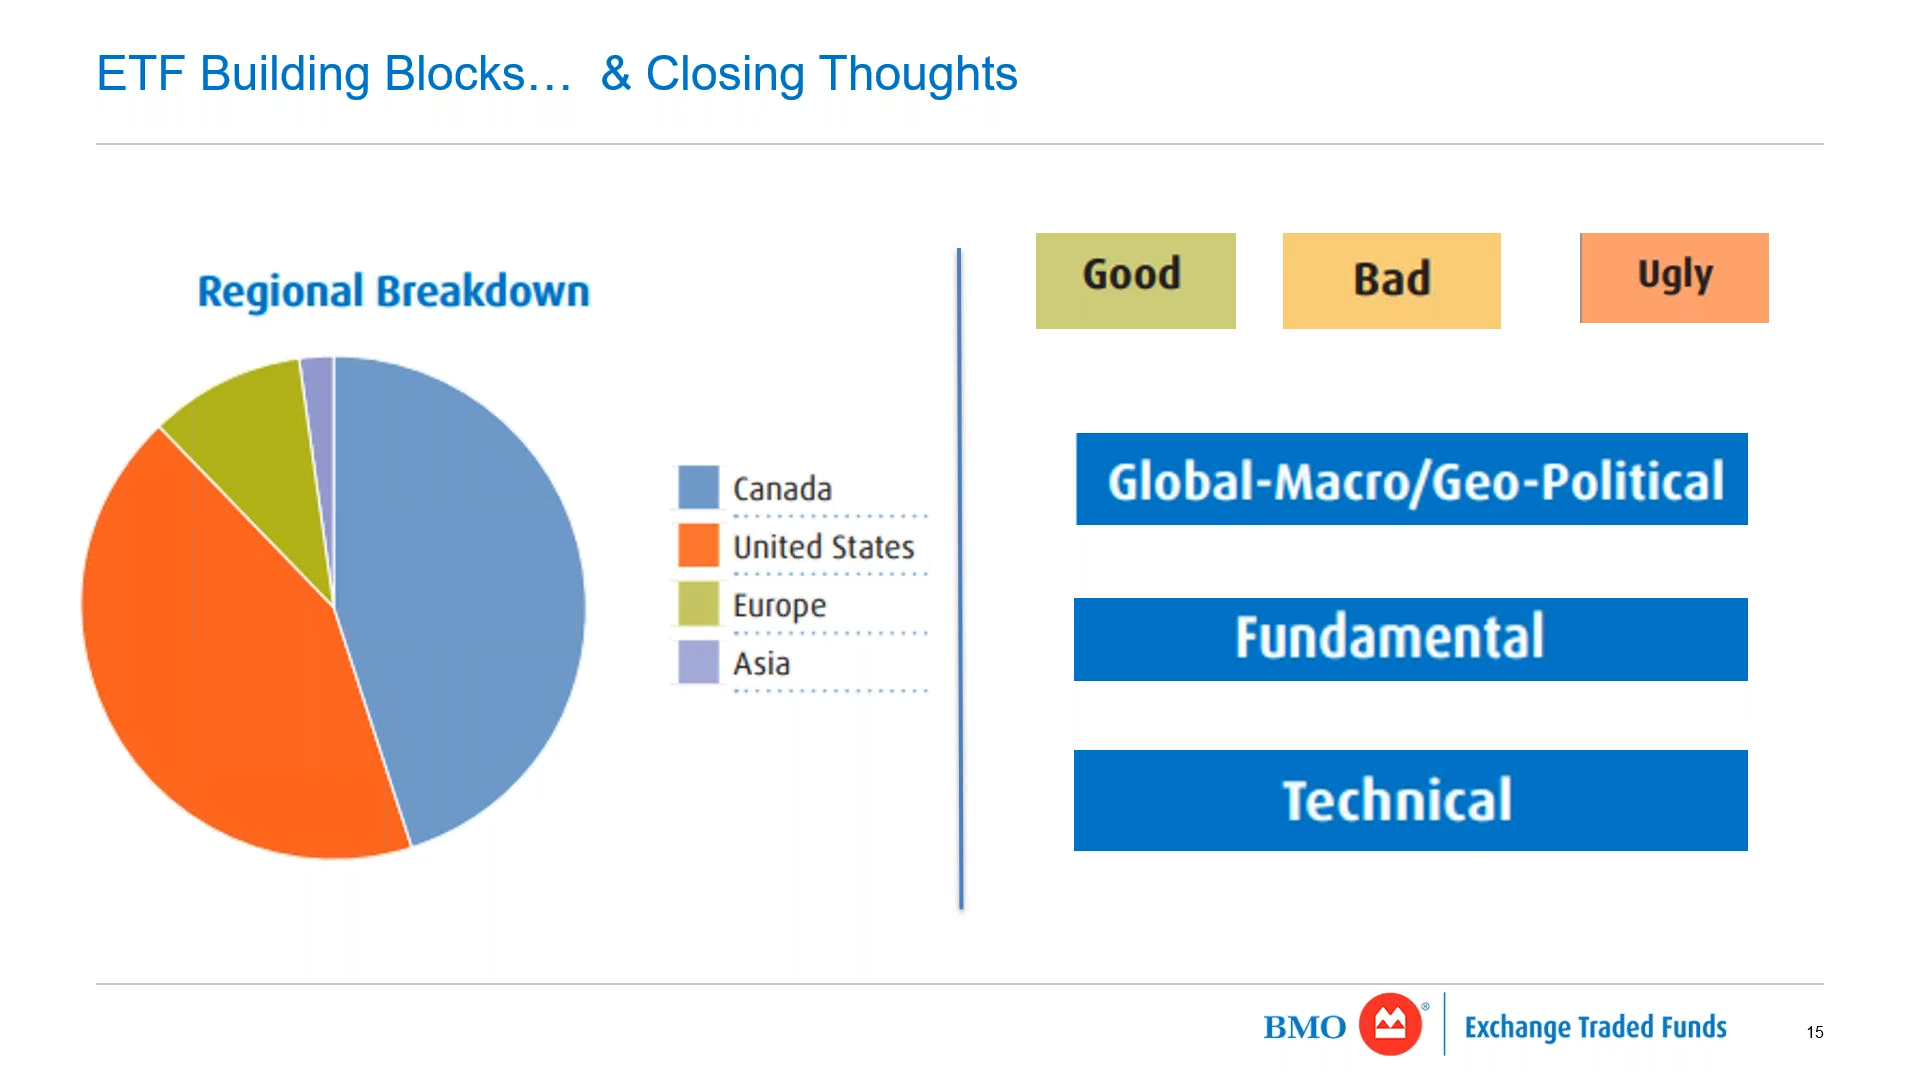 ETF Building Blocks… & Closing Thoughts
Regional Breakdown
Canada
United States
Europe
Asia
Good
Bad
Ugly
Global-Macro/Geo-Political
Fundamental
Technical
BMO ® Exchange Traded Funds
15